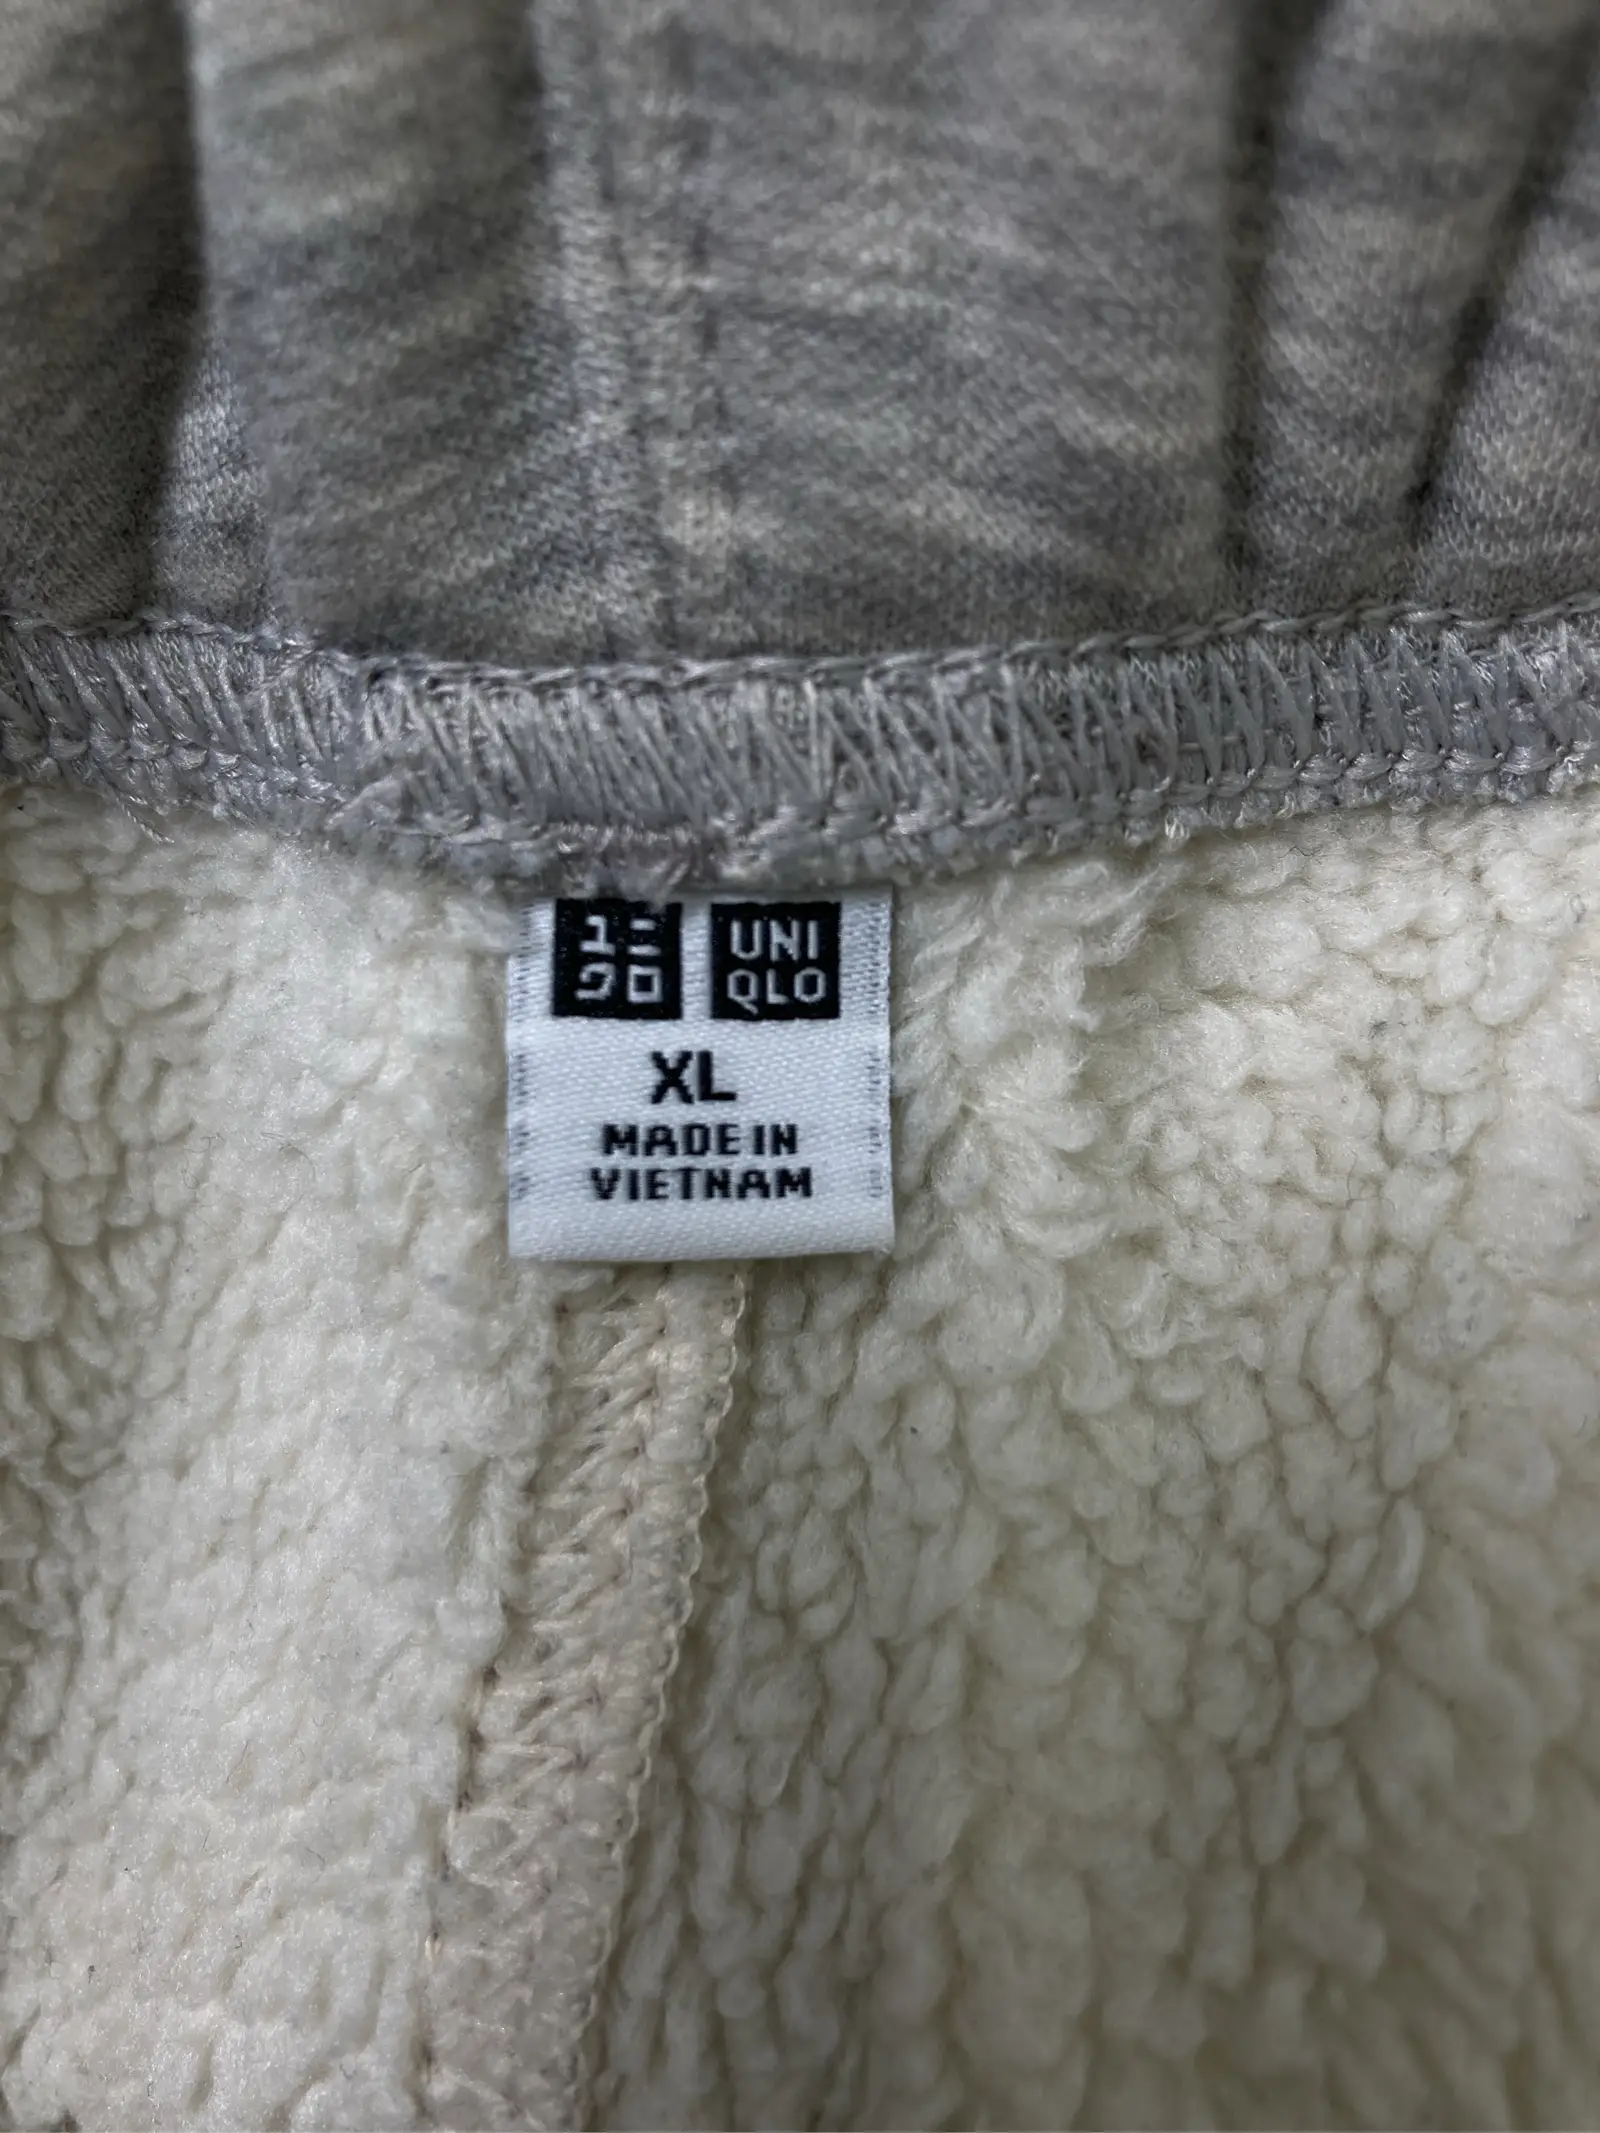 ユニ UNI
クロ QLO
XL
MADE IN
VIETNAM